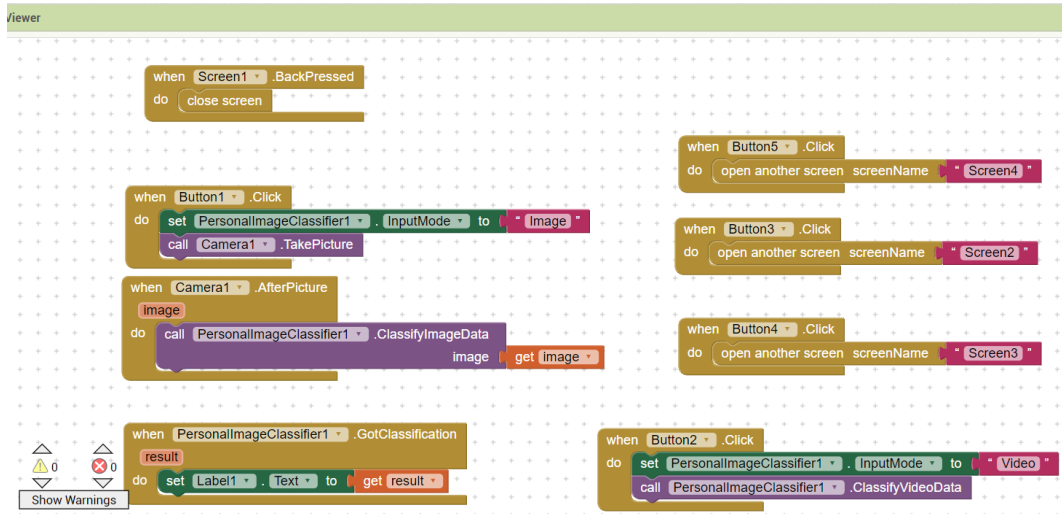 Viewer
when Screen1 .BackPressed
do close screen
when Button1 .Click
do set PersonalImageClassifier1 . InputMode to " Image "
call Camera1 .TakePicture
when Camera1 .AfterPicture
image
do call PersonalImageClassifier1 .ClassifyImageData
image get image
when PersonalImageClassifier1 .GotClassification
result
do set Label1 . Text to get result
0 0
Show Warnings
when Button5 .Click
do open another screen screenName " Screen4 "
when Button3 .Click
do open another screen screenName " Screen2 "
when Button4 .Click
do open another screen screenName " Screen3 "
when Button2 .Click
do set PersonalImageClassifier1 . InputMode to " Video "
call PersonalImageClassifier1 .ClassifyVideoData